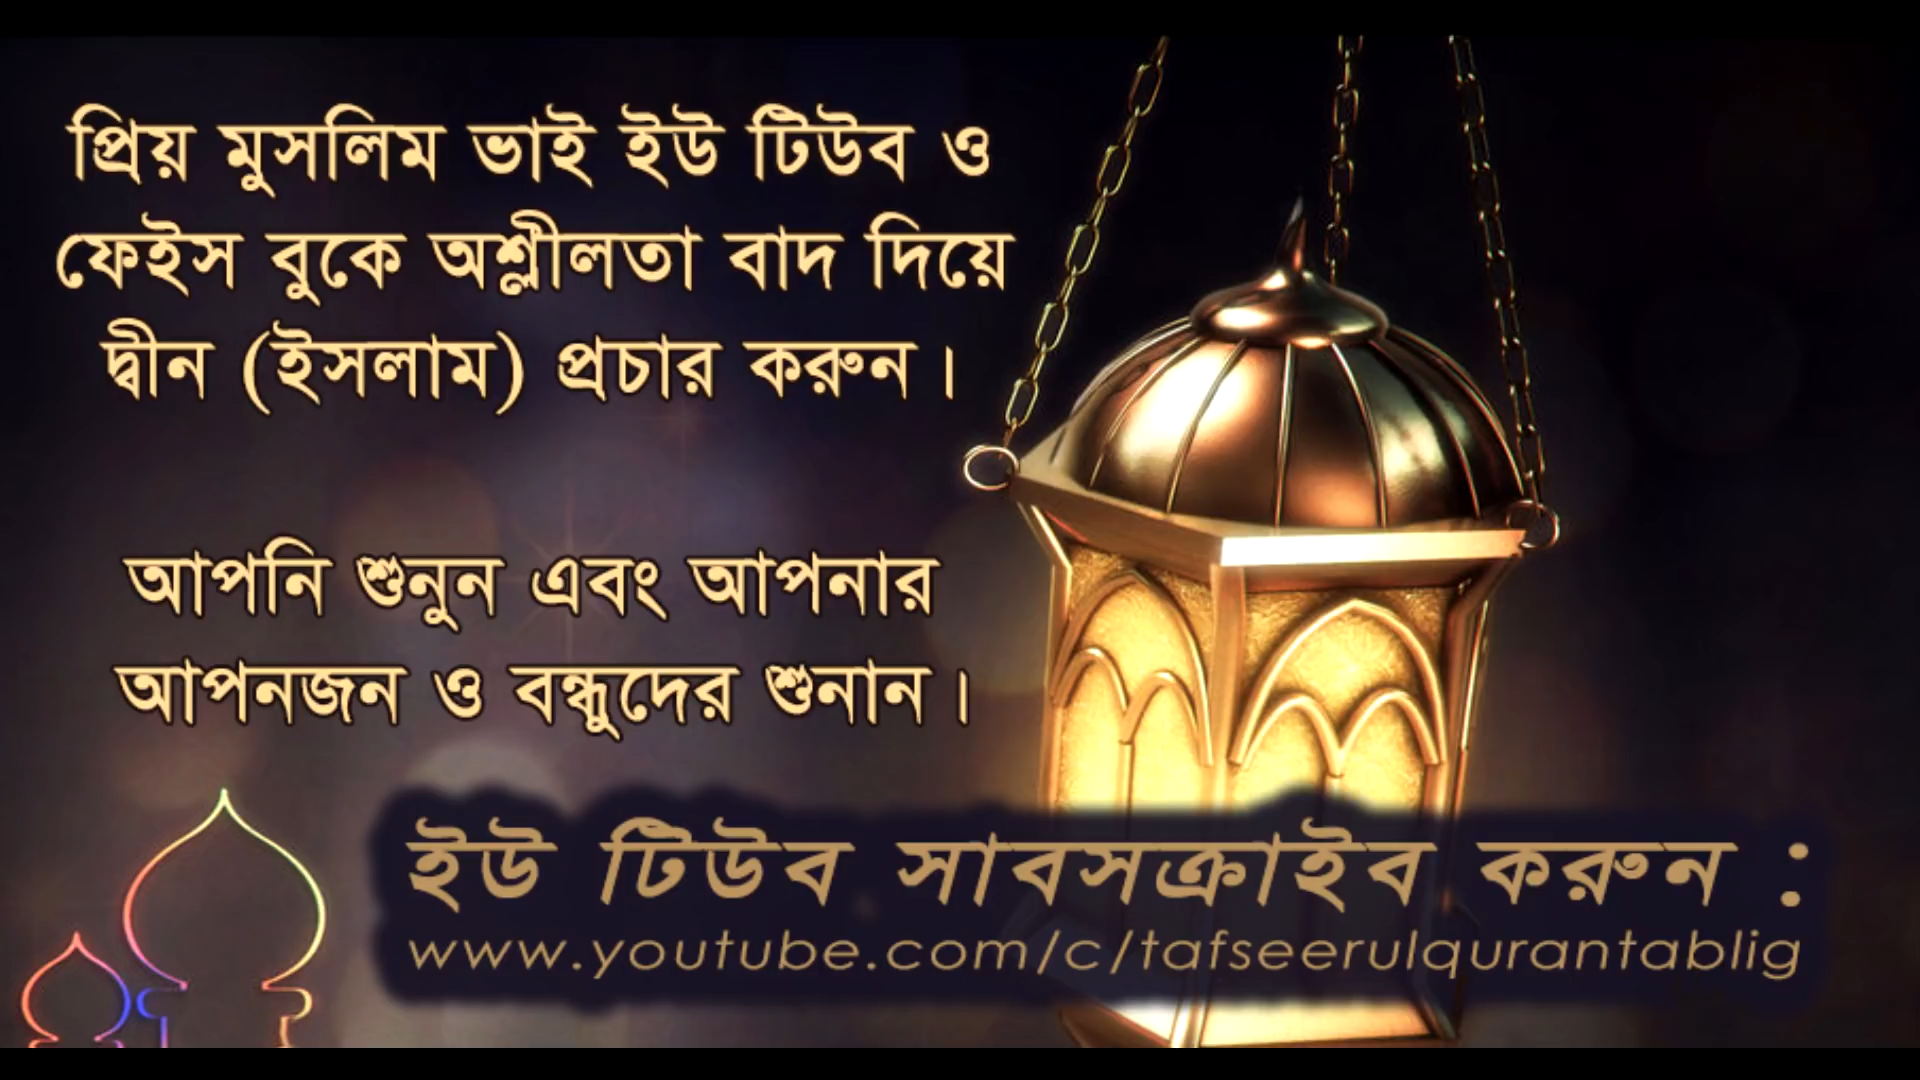 প্রিয় মুসলিম ভাই ইউ টিউব ও
ফেইস বুকে অশ্লীলতা বাদ দিয়ে
দ্বীন (ইসলাম) প্রচার করুন।
আপনি শুনুন এবং আপনার
আপনজন ও বন্ধুদের শুনান।
ইউ টিউব সাবসক্রাইব করুন :
www.youtube.com/c/tafseerulqurantablig